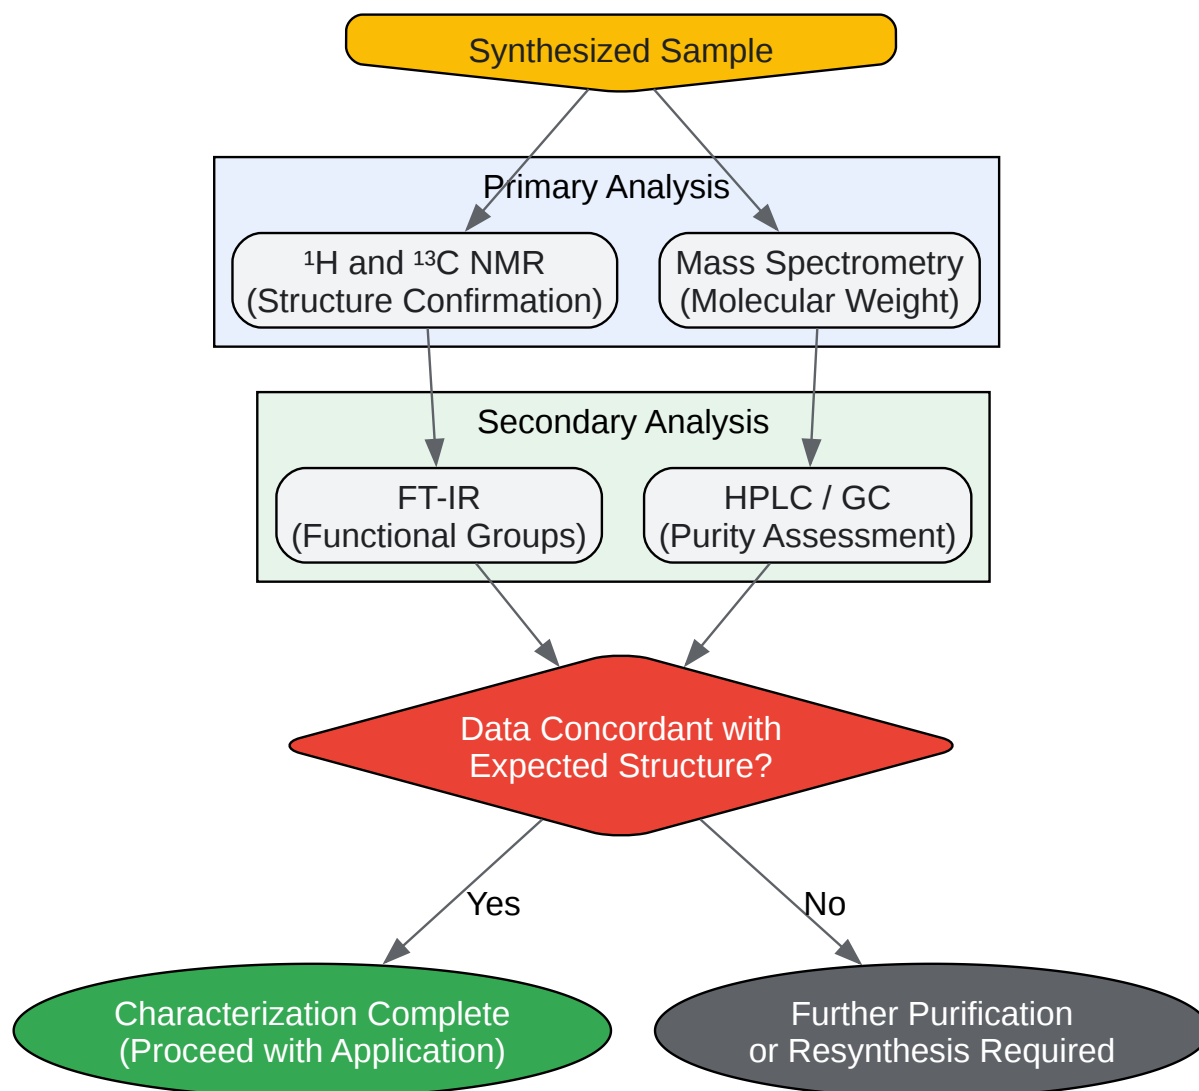 Synthesized Sample
Primary Analysis
¹H and ¹³C NMR
(Structure Confirmation)
Mass Spectrometry
(Molecular Weight)
Secondary Analysis
FT-IR
(Functional Groups)
HPLC / GC
(Purity Assessment)
Data Concordant with
Expected Structure?
Yes
No
Characterization Complete
(Proceed with Application)
Further Purification
or Resynthesis Required